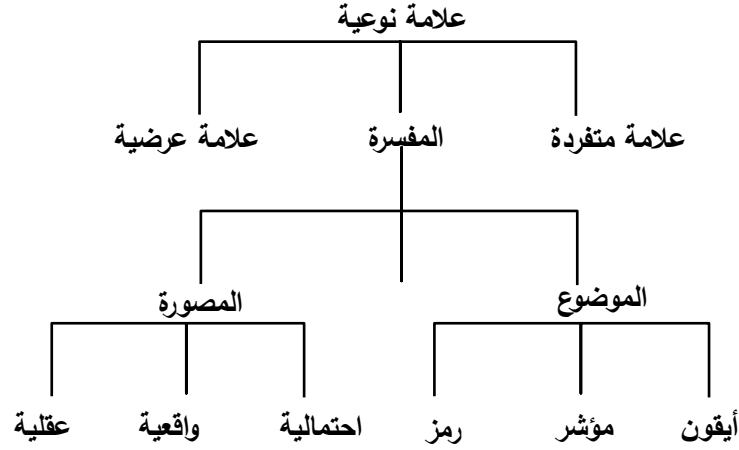 علامة نوعية
علامة متفردة المفسرة علامة عرضية
الموضوع المصورة
أيقون مؤشر رمز احتمالية واقعية عقلية